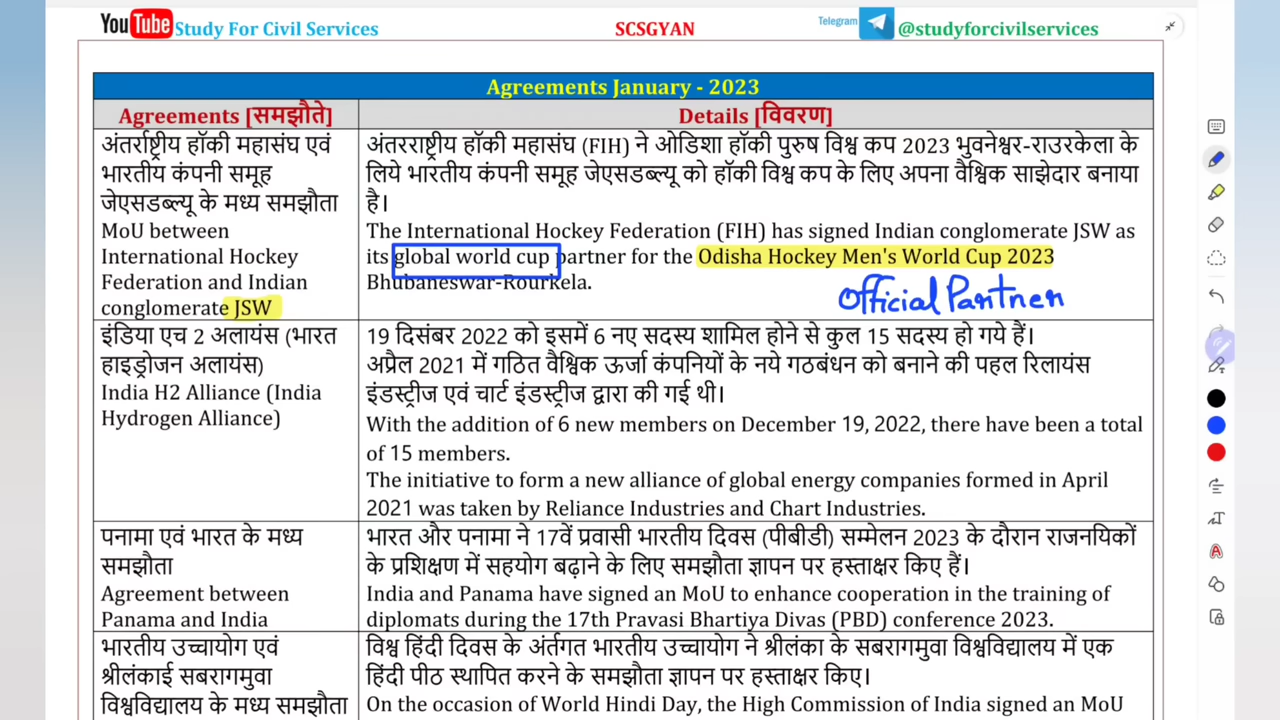 YouTube Study For Civil Services SCSGYAN Telegram @studyforcivilservices
Agreements January - 2023
Agreements [समझौते] Details [विवरण]
अंतर्राष्ट्रीय हॉकी महासंघ एवं
भारतीय कंपनी समूह
जेएसडब्ल्यू के मध्य समझौता
MoU between
International Hockey
Federation and Indian
conglomerate JSW
अंतरराष्ट्रीय हॉकी महासंघ (FIH) ने ओडिशा हॉकी पुरुष विश्व कप 2023 भुवनेश्वर-राउरकेला के
लिये भारतीय कंपनी समूह जेएसडब्ल्यू को हॉकी विश्व कप के लिए अपना वैश्विक साझेदार बनाया
है।
The International Hockey Federation (FIH) has signed Indian conglomerate JSW as
its global world cup partner for the Odisha Hockey Men's World Cup 2023
Bhubaneswar-Rourkela.
Official Partner
इंडिया एच 2 अलायंस (भारत
हाइड्रोजन अलायंस)
India H2 Alliance (India
Hydrogen Alliance)
19 दिसंबर 2022 को इसमें 6 नए सदस्य शामिल होने से कुल 15 सदस्य हो गये हैं।
अप्रैल 2021 में गठित वैश्विक ऊर्जा कंपनियों के नये गठबंधन को बनाने की पहल रिलायंस
इंडस्ट्रीज एवं चार्ट इंडस्ट्रीज द्वारा की गई थी।
With the addition of 6 new members on December 19, 2022, there have been a total
of 15 members.
The initiative to form a new alliance of global energy companies formed in April
2021 was taken by Reliance Industries and Chart Industries.
पनामा एवं भारत के मध्य
समझौता
Agreement between
Panama and India
भारत और पनामा ने 17वें प्रवासी भारतीय दिवस (पीबीडी) सम्मेलन 2023 के दौरान राजनयिकों
के प्रशिक्षण में सहयोग बढ़ाने के लिए समझौता ज्ञापन पर हस्ताक्षर किए हैं।
India and Panama have signed an MoU to enhance cooperation in the training of
diplomats during the 17th Pravasi Bhartiya Divas (PBD) conference 2023.
भारतीय उच्चायोग एवं
श्रीलंकाई सबरागमुवा
विश्वविद्यालय के मध्य समझौता
विश्व हिंदी दिवस के अंर्तगत भारतीय उच्चायोग ने श्रीलंका के सबरागमुवा विश्वविद्यालय में एक
हिंदी पीठ स्थापित करने के समझौता ज्ञापन पर हस्ताक्षर किए।
On the occasion of World Hindi Day, the High Commission of India signed an MoU